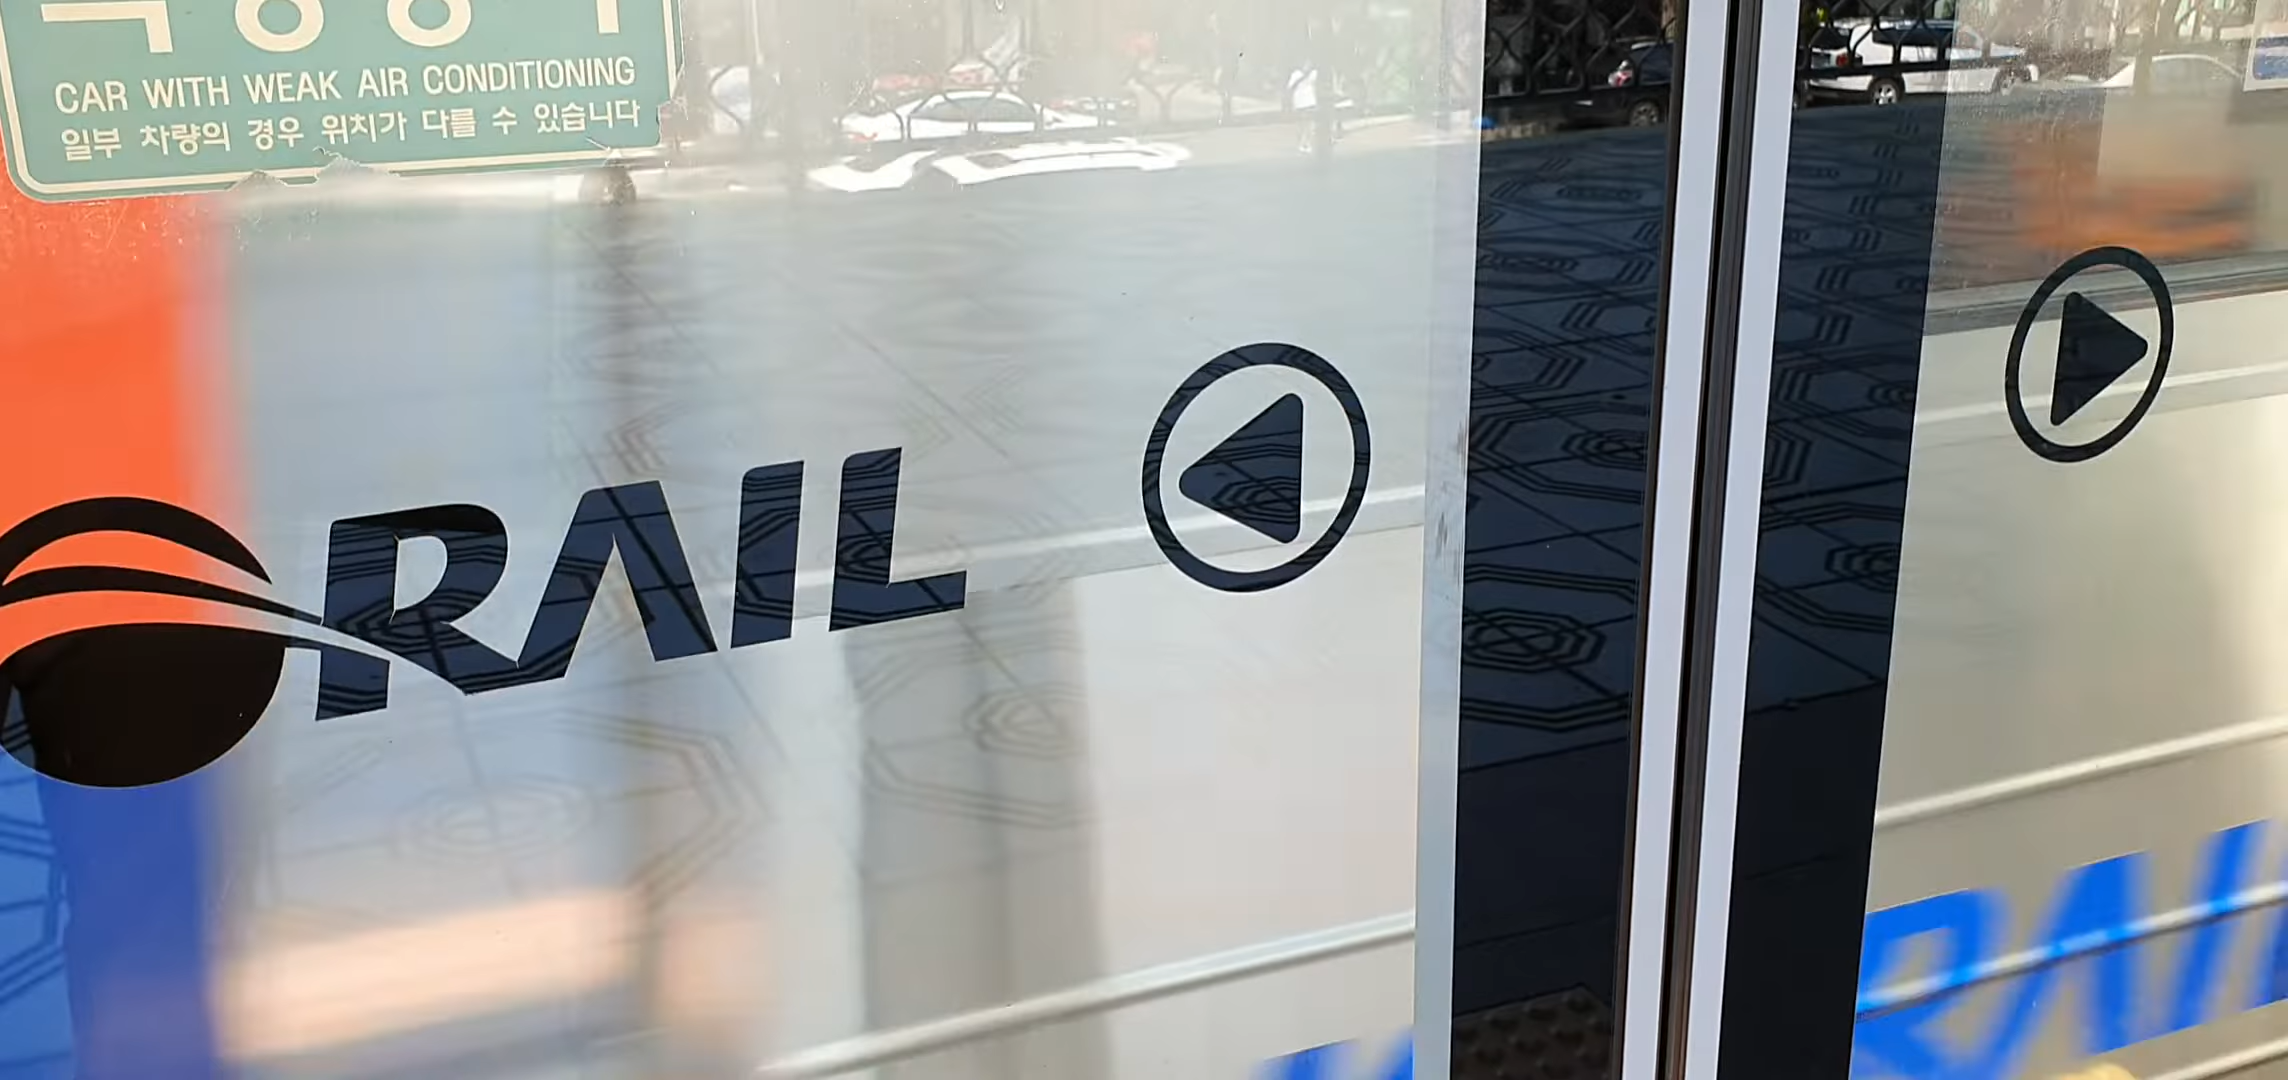 CAR WITH WEAK AIR CONDITIONING
일부 차량의 경우 위치가 다를 수 있습니다
RAIL
RAIL